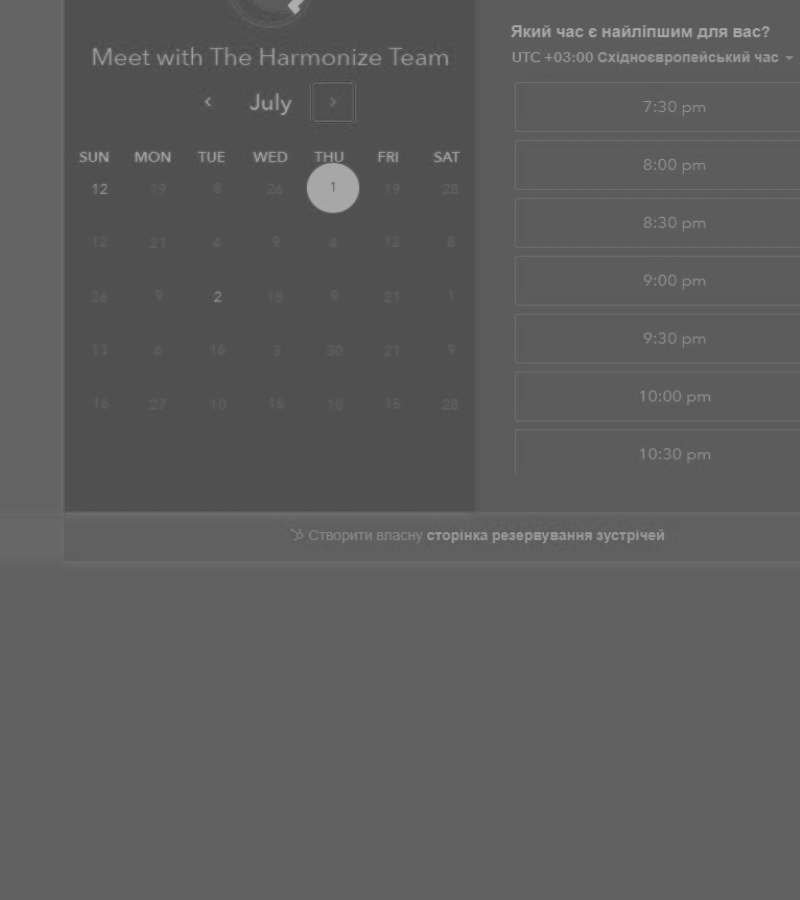 Meet with The Harmonize Team
July
SUN MON TUE WED THU FRI SAT
12 19 8 26 1 19 28
12 21 4 9 4 12 8
26 9 2 18 9 21 1
13 6 16 3 30 21 9
16 27 10 16 10 15 28
Який час є найліпшим для вас?
UTC +03:00 Східноєвропейський час
7:30 pm
8:00 pm
8:30 pm
9:00 pm
9:30 pm
10:00 pm
10:30 pm
Створити власну сторінка резервування зустрічей